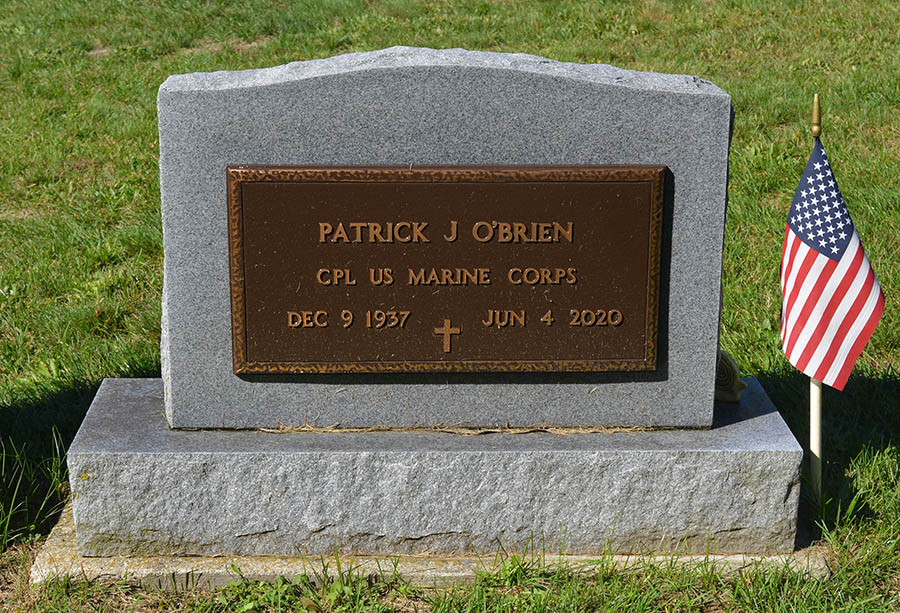 PATRICK J O'BRIEN
CPL US MARINE CORPS
DEC 9 1937 JUN 4 2020